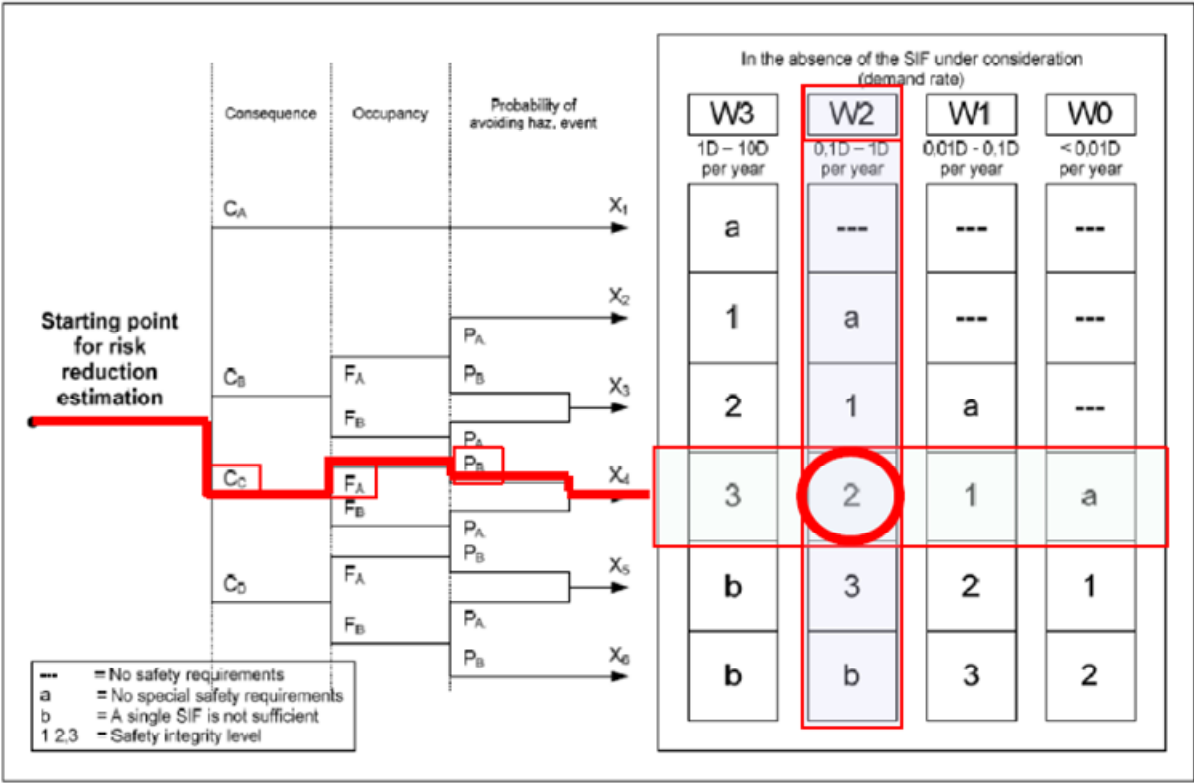 In the absence of the SIF under consideration
(demand rate)
Consequence
Occupancy
Probability of
avoiding haz. event
W3
W2
W1
W0
1D – 10D
per year
0,1D – 1D
per year
0,01D - 0,1D
per year
< 0,01D
per year
CA
X1
a
---
---
---
X2
PA
1
a
---
---
Starting point
for risk
reduction
estimation
CB
FA
PB
X3
2
1
a
---
FB
PA
CC
FA
PB
X4
3
2
1
a
FB
PA
CD
FA
PB
X5
b
3
2
1
FB
PA
PB
X6
b
b
3
2
--- = No safety requirements
a = No special safety requirements
b = A single SIF is not sufficient
1 2,3 = Safety integrity level